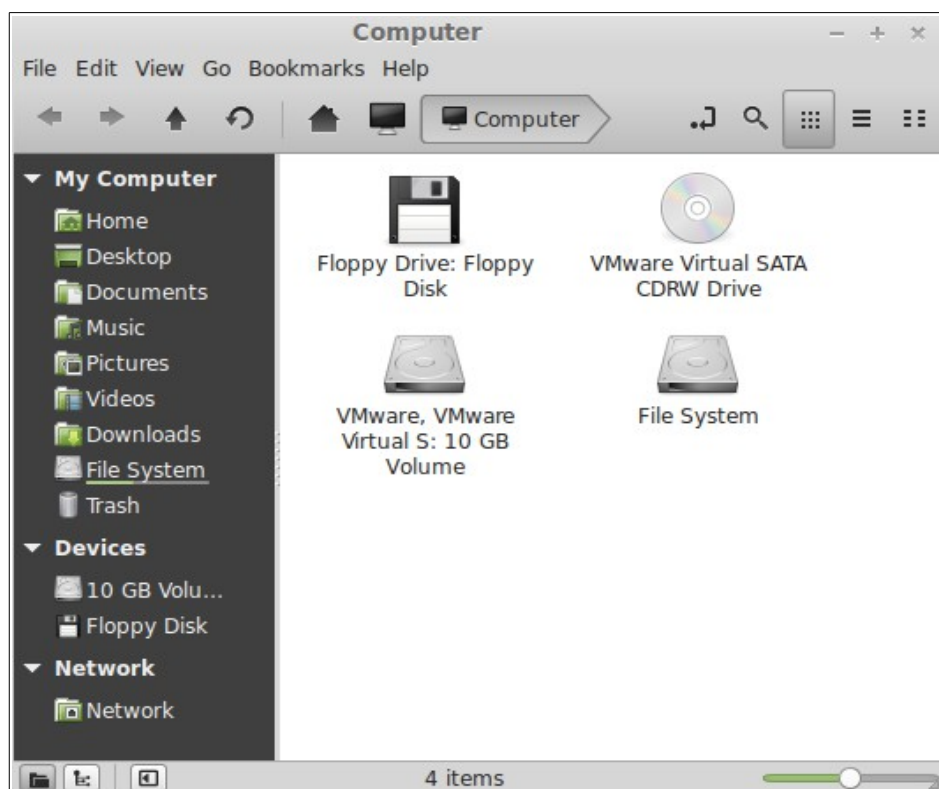 Computer
File Edit View Go Bookmarks Help
Computer
My Computer
Home
Desktop
Documents
Music
Pictures
Videos
Downloads
File System
Trash
Devices
10 GB Volu...
Floppy Disk
Network
Network
Floppy Drive: Floppy
Disk
VMware Virtual SATA
CDRW Drive
VMware, VMware
Virtual S: 10 GB
Volume
File System
4 items